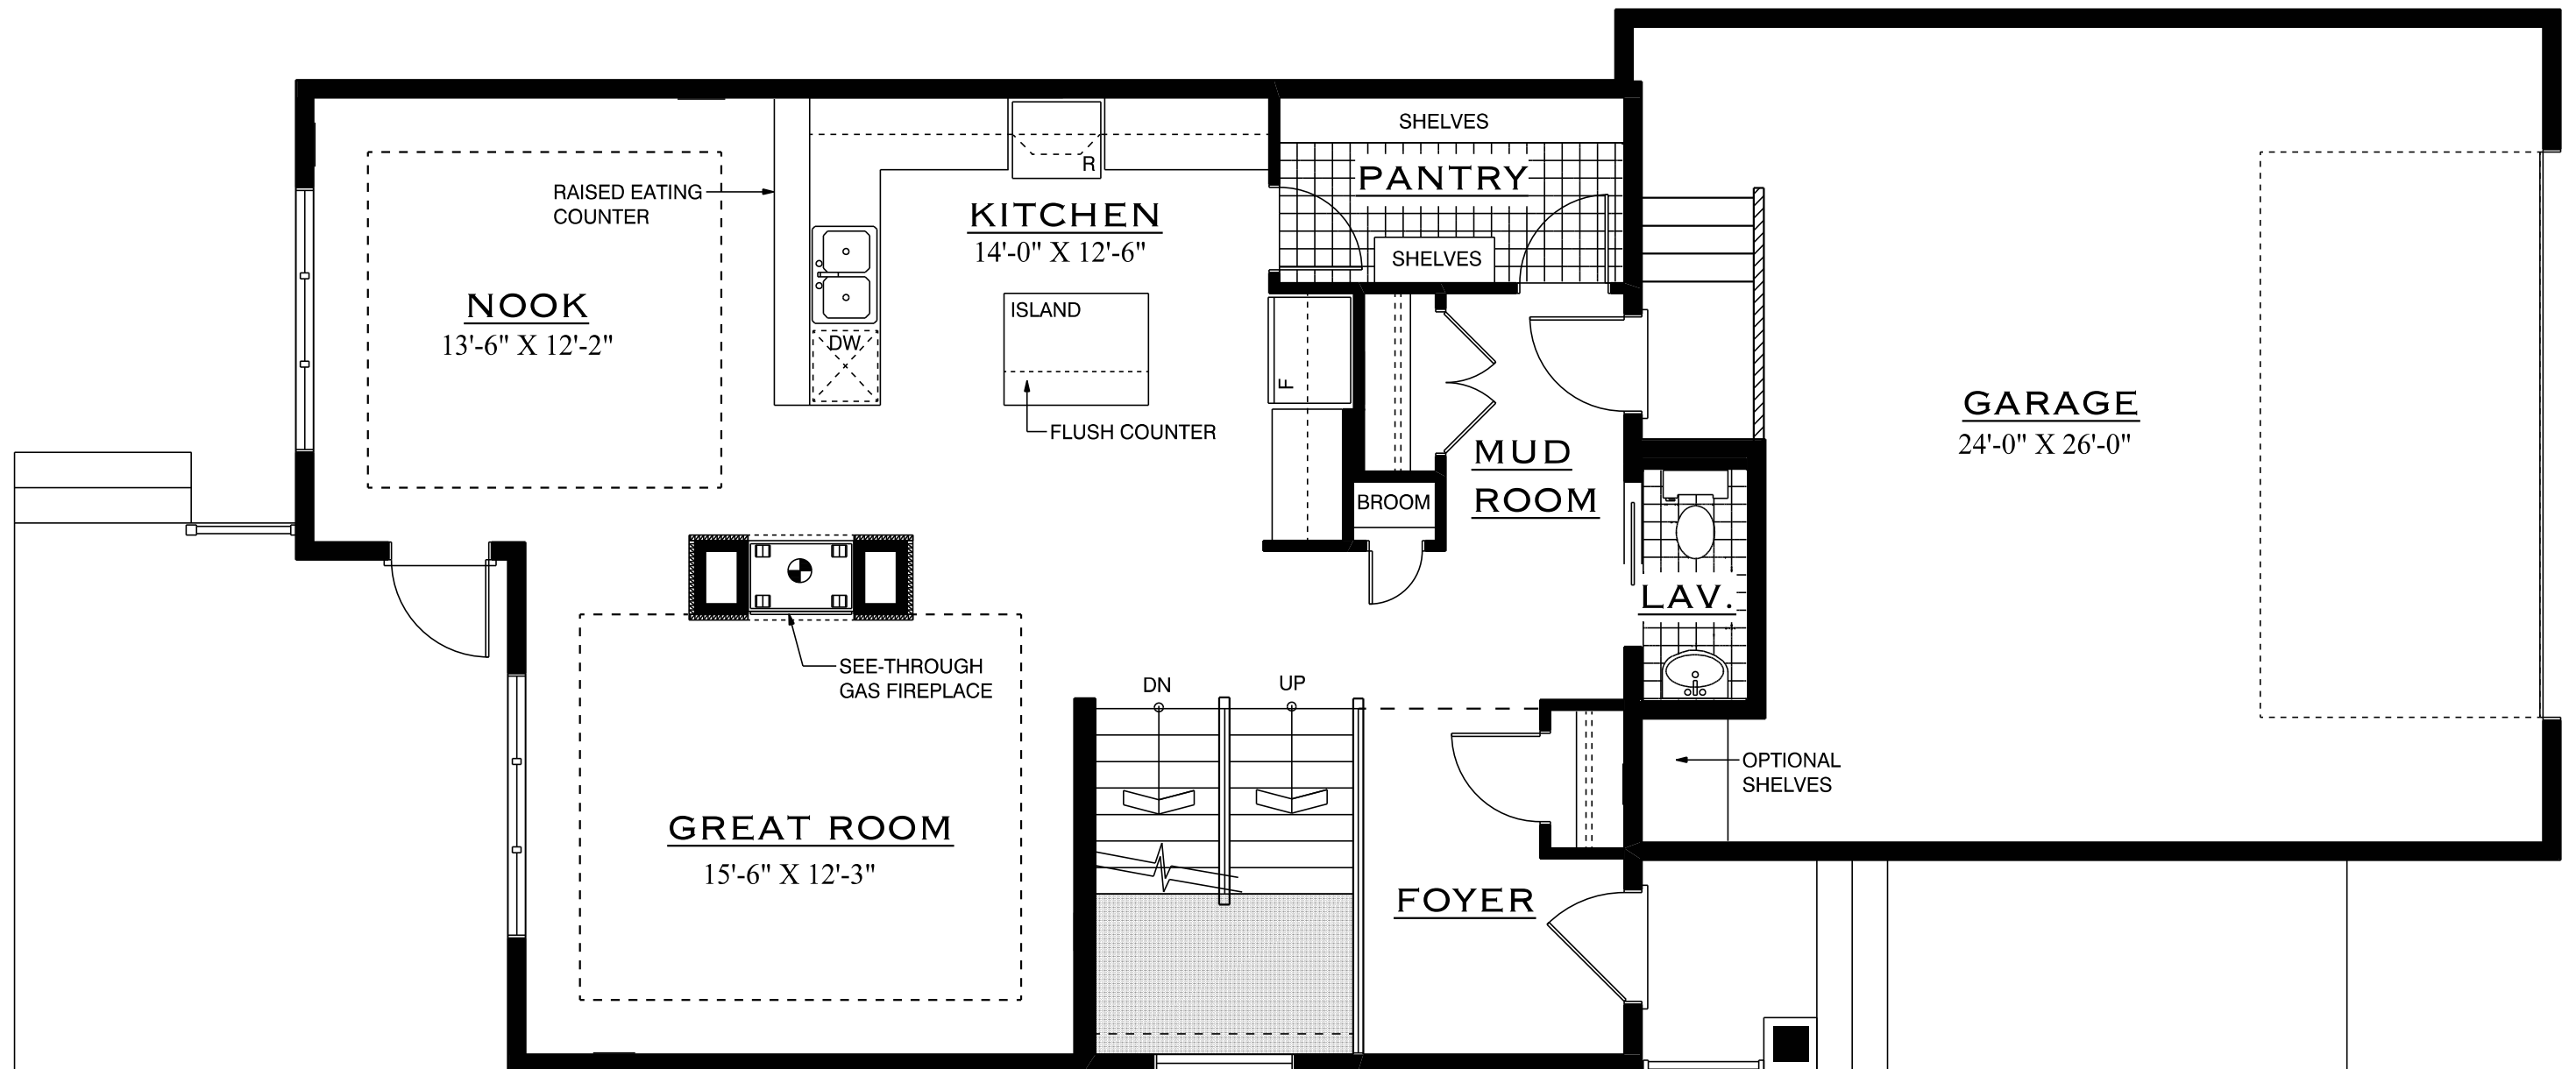 SHELVES
PANTRY
SHELVES
R
RAISED EATING
COUNTER
KITCHEN
14'-0" X 12'-6"
NOOK
13'-6" X 12'-2"
ISLAND
DW
F
FLUSH COUNTER
GARAGE
24'-0" X 26'-0"
MUD
ROOM
BROOM
LAV.
SEE-THROUGH
GAS FIREPLACE
DN
UP
OPTIONAL
SHELVES
GREAT ROOM
15'-6" X 12'-3"
FOYER